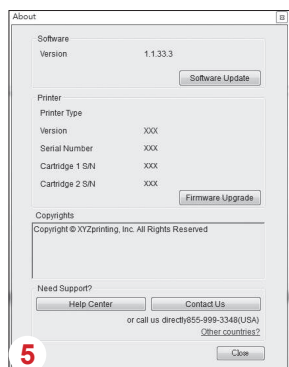 About
Software
Version 1.1.33.3
Software Update
Printer
Printer Type
Version XXX
Serial Number XXX
Cartridge 1 S/N XXX
Cartridge 2 S/N XXX
Firmware Upgrade
Copyrights
Copyright © XYZprinting, Inc. All Rights Reserved
Need Support?
Help Center Contact Us
or call us directly855-999-3348(USA)
Other countries?
Close
5